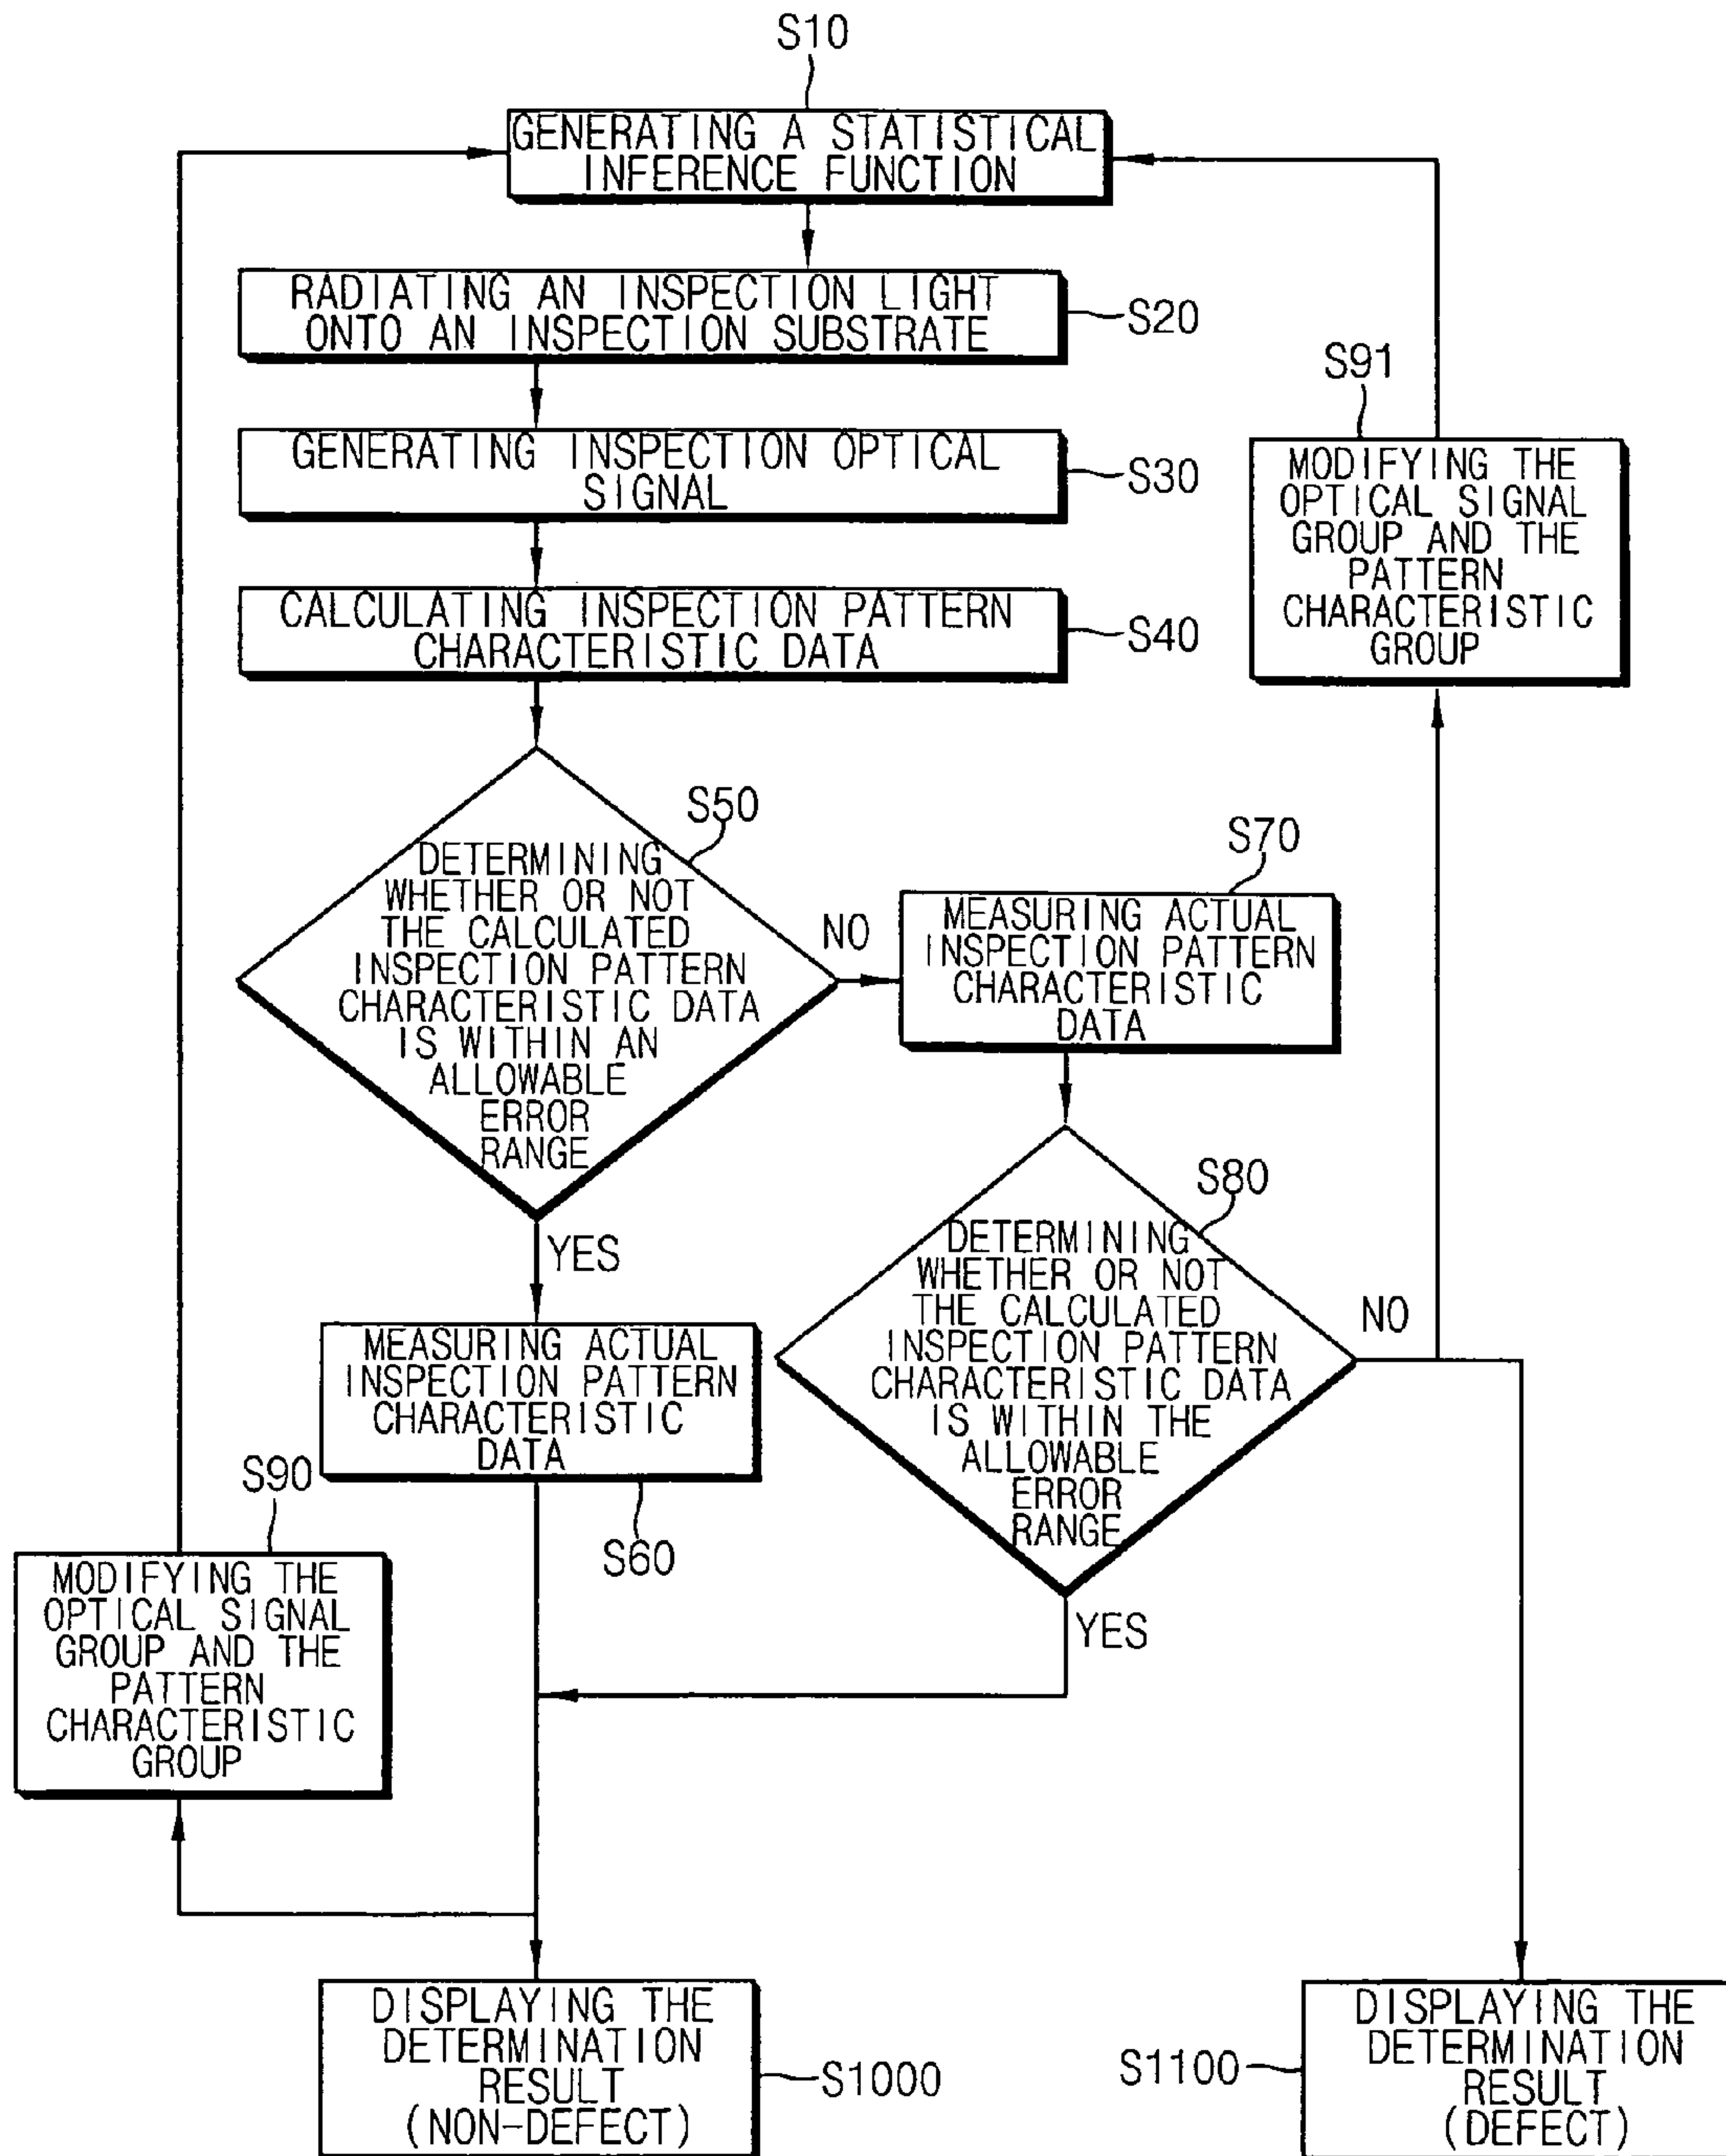 S10
GENERATING A STATISTICAL
INFERENCE FUNCTION
RADIATING AN INSPECTION LIGHT
ONTO AN INSPECTION SUBSTRATE
S20
GENERATING INSPECTION OPTICAL
SIGNAL
S30
CALCULATING INSPECTION PATTERN
CHARACTERISTIC DATA
S40
S91
MODIFYING THE
OPTICAL SIGNAL
GROUP AND THE
PATTERN
CHARACTERISTIC
GROUP
S50
DETERMINING
WHETHER OR NOT
THE CALCULATED
INSPECTION PATTERN
CHARACTERISTIC DATA
IS WITHIN AN
ALLOWABLE
ERROR
RANGE
NO
YES
S70
MEASURING ACTUAL
INSPECTION PATTERN
CHARACTERISTIC
DATA
S80
DETERMINING
WHETHER OR NOT
THE CALCULATED
INSPECTION PATTERN
CHARACTERISTIC DATA
IS WITHIN THE
ALLOWABLE
ERROR
RANGE
NO
YES
MEASURING ACTUAL
INSPECTION PATTERN
CHARACTERISTIC
DATA
S60
S90
MODIFYING THE
OPTICAL SIGNAL
GROUP AND THE
PATTERN
CHARACTERISTIC
GROUP
DISPLAYING THE
DETERMINATION
RESULT
(NON-DEFECT)
S1000
S1100
DISPLAYING THE
DETERMINATION
RESULT
(DEFECT)